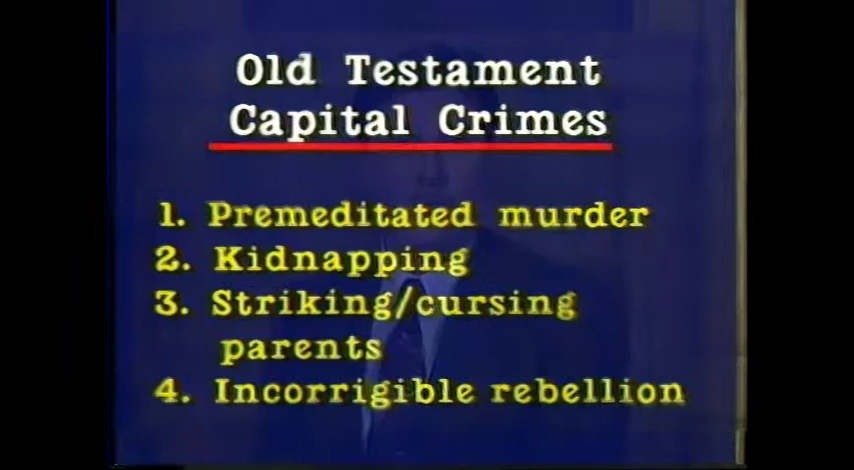 Old Testament
Capital Crimes
1. Premeditated murder
2. Kidnapping
3. Striking/cursing
parents
4. Incorrigible rebellion